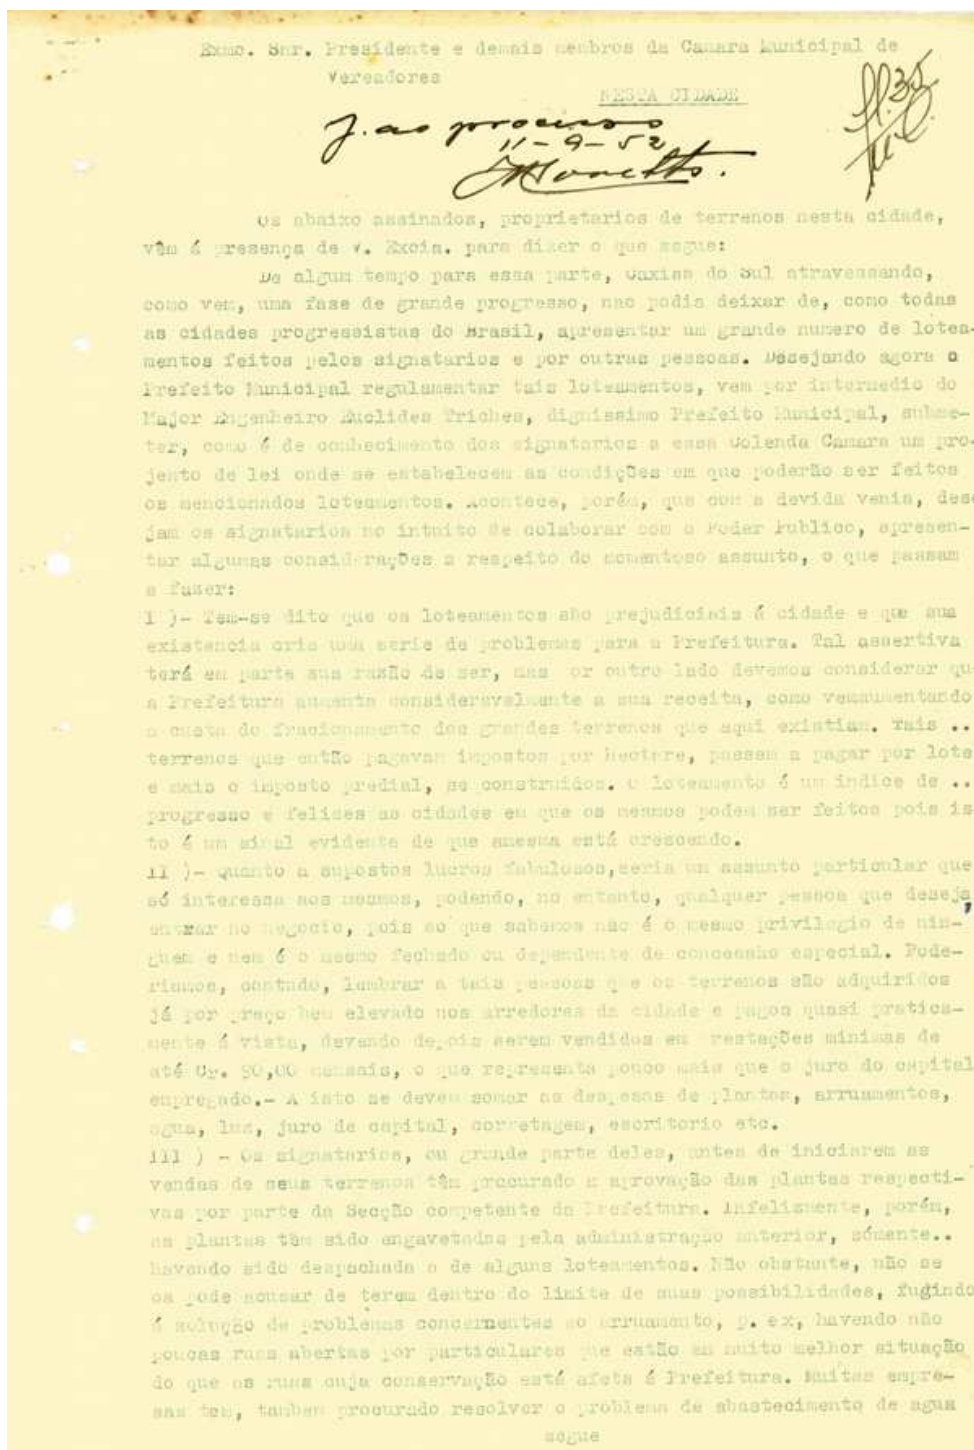 Exmo. Snr. Presidente e demais membros da Camara Municipal de
Vereadores
NESTA CIDADE
J. ao processo
11-9-52
fl. 35
Os abaixo assinados, proprietarios de terrenos nesta cidade,
vêm á presença de V. Excia. para dizer o que segue:
De algum tempo para essa parte, Caxias do Sul atravessando,
como vem, uma fase de grande progresso, nao podia deixar de, como todas
as cidades progressistas do Brasil, apresentar um grande numero de lotea-
mentos feitos pelos signatarios e por outras pessoas. Desejando agora o
Prefeito Municipal regulamentar tais loteamentos, vem por intermedio do
Major Engenheiro Euclides Triches, dignissimo Prefeito Municipal, subme-
ter, como é de conhecimento dos signatarios a essa Colenda Camara um pro-
jento de lei onde se estabelecem as condições em que poderão ser feitos
os mencionados loteamentos. Acontece, porém, que com a devida venia, dese
jam os signatarios no intuito de colaborar com o Poder Publico, apresen-
tar algumas considerações a respeito do momentoso assunto, o que passam
a fazer:
I )- Tem-se dito que os loteamentos são prejudiciais á cidade e que sua
existencia cria uma serie de problemas para a Prefeitura. Tal assertiva
terá em parte sua razão de ser, mas or outro lado devemos considerar qu
a Prefeitura aumenta consideravelmente a sua receita, como vemaumentando
a custa do fracionamento dos grandes terrenos que aqui existiam. Tais ..
terrenos que então pagavam impostos por hectare, passam a pagar por lote
e mais o imposto predial, se construidos. O loteamento é um indice de ..
progresso e felizes as cidades em que os mesmos podem ser feitos pois is
to é um sinal evidente de que amesma está crescendo.
II )- Quanto a supostos lucros fabulosos,seria um assunto particular que
só interessa aos mesmos, podendo, no entanto, qualquer pessoa que deseja,
entrar no negocio, pois ao que sabemos não é o mesmo privilegio de nin-
guem e nem é o mesmo fechado ou dependente de concessão especial. Pode-
riamos, contudo, lembrar a tais pessoas que os terrenos são adquiridos
já por preço bem elevado nos arredores da cidade e pagos quasi pratica-
mente á vista, devendo depois serem vendidos em restações minimas de
até Cr. 90,00 mensais, o que representa pouco mais que o juro do capital
empregado.- A isto se devem somar as despesas de plantas, arruamentos,
agua, luz, juro de capital, corretagem, escritorio etc.
III ) - Os signatarios, ou grande parte deles, antes de iniciarem as
vendas de seus terrenos têm procurado a aprovação das plantas respecti-
vas por parte da Secção competente da Prefeitura. Infelizmente, porém,
as plantas têm sido engavetadas pela administração anterior, sómente..
havendo sido despachada a de alguns loteamentos. Não obstante, não se
os pode acusar de terem dentro do limite de suas possibilidades, fugindo
á solução de problemas concernentes ao arruamento, p. ex, havendo não
poucas ruas abertas por particulares que estão em muito melhor situação
do que as ruas cuja conservação está afeta á Prefeitura. Muitas empre-
sas tem, tambem procurado resolver o problema de abastecimento de agua
segue